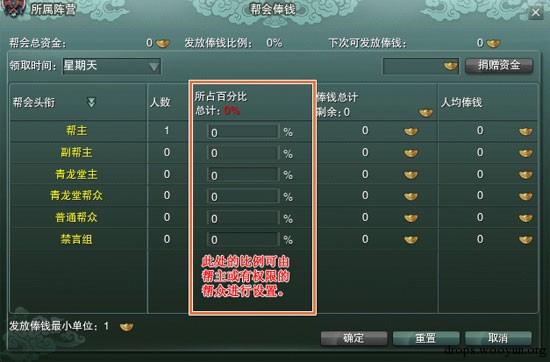 所属阵营 帮会俸钱
帮会总资金: 0 发放俸钱比例: 0% 下次可发放俸钱: 0
领取时间: 星期天 捐赠资金
帮会头衔 人数 所占百分比 总计: 0% 俸钱总计 剩余: 0 人均俸钱
帮主 1 0 % 0 0
副帮主 0 0 % 0 0
青龙堂主 0 0 % 0 0
青龙堂帮众 0 0 % 0 0
普通帮众 0 0 % 0 0
禁言组 0 0 % 0 0
此处的比例可由
帮主或有权限的
帮众进行设置。
发放俸钱最小单位: 1
确定 重置 取消
drops.wooyun.org